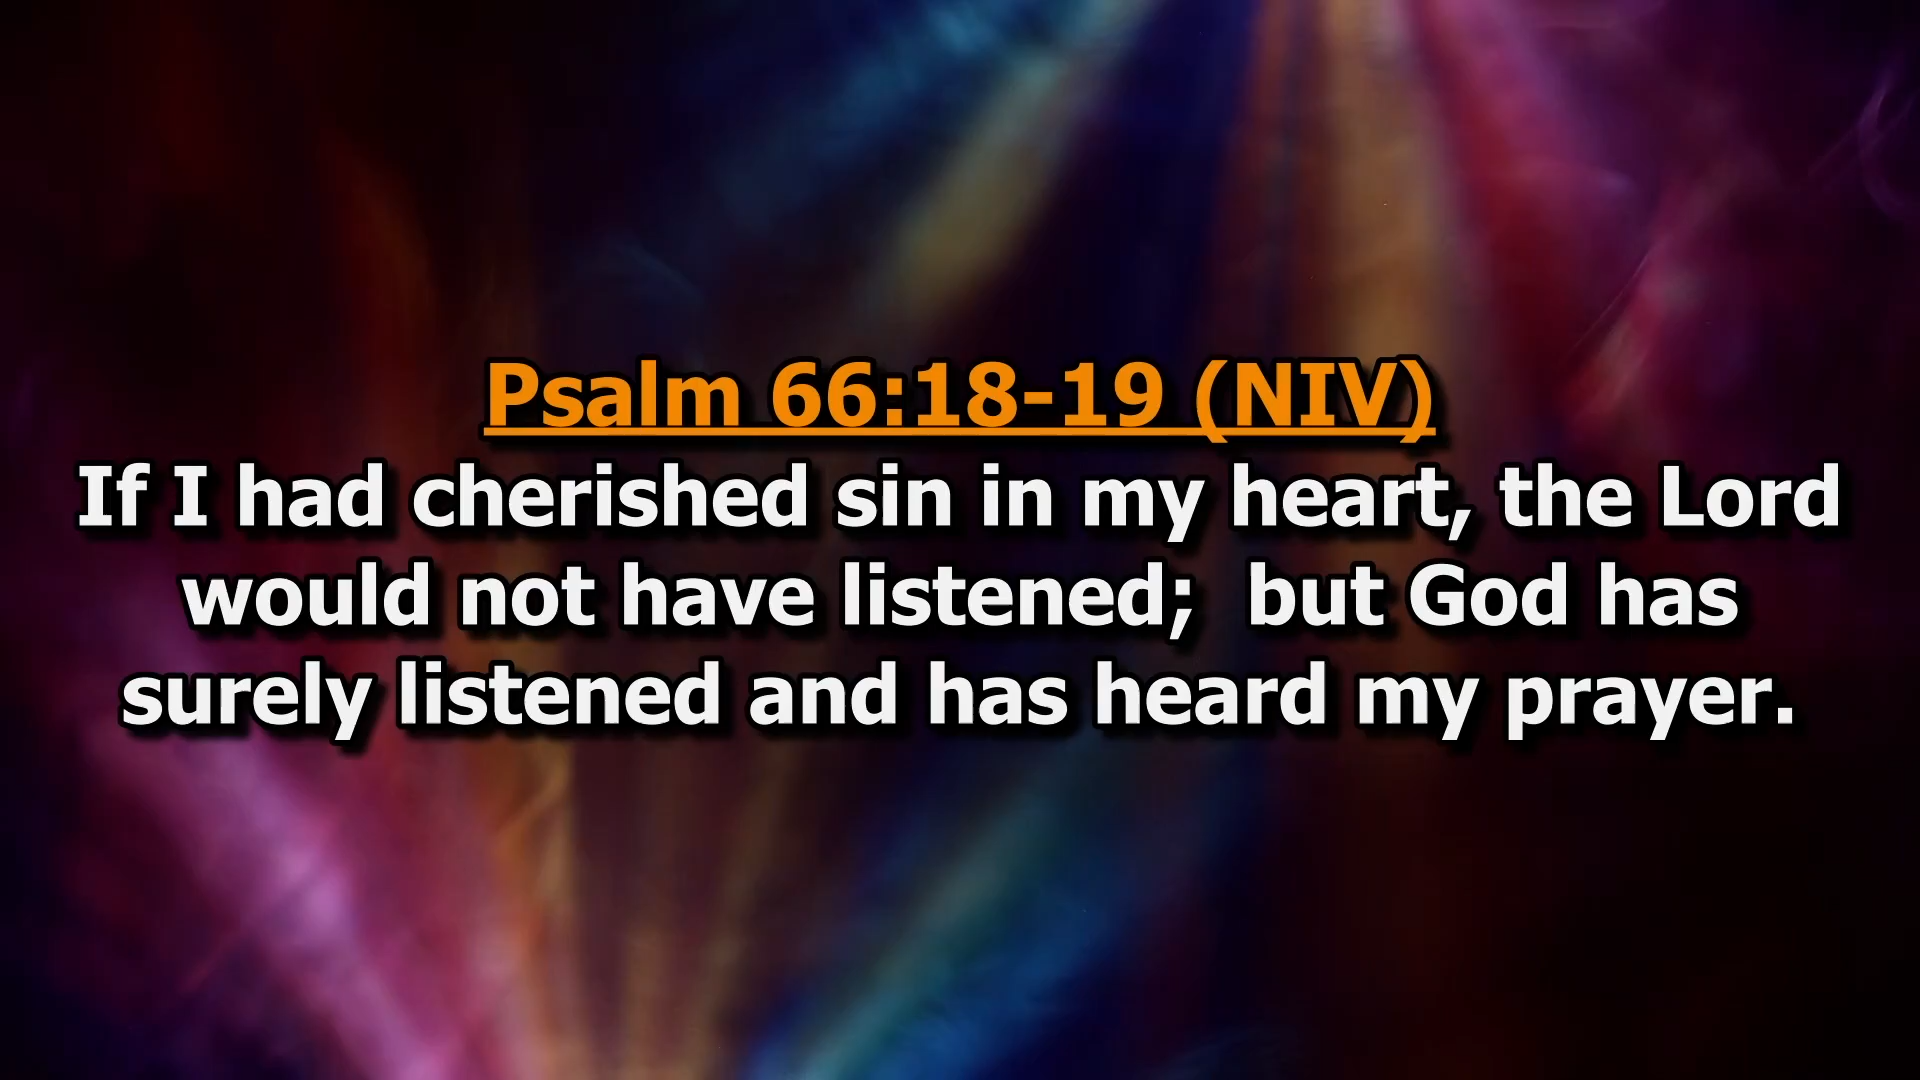 Psalm 66:18-19 (NIV)
If I had cherished sin in my heart, the Lord
would not have listened;  but God has
surely listened and has heard my prayer.